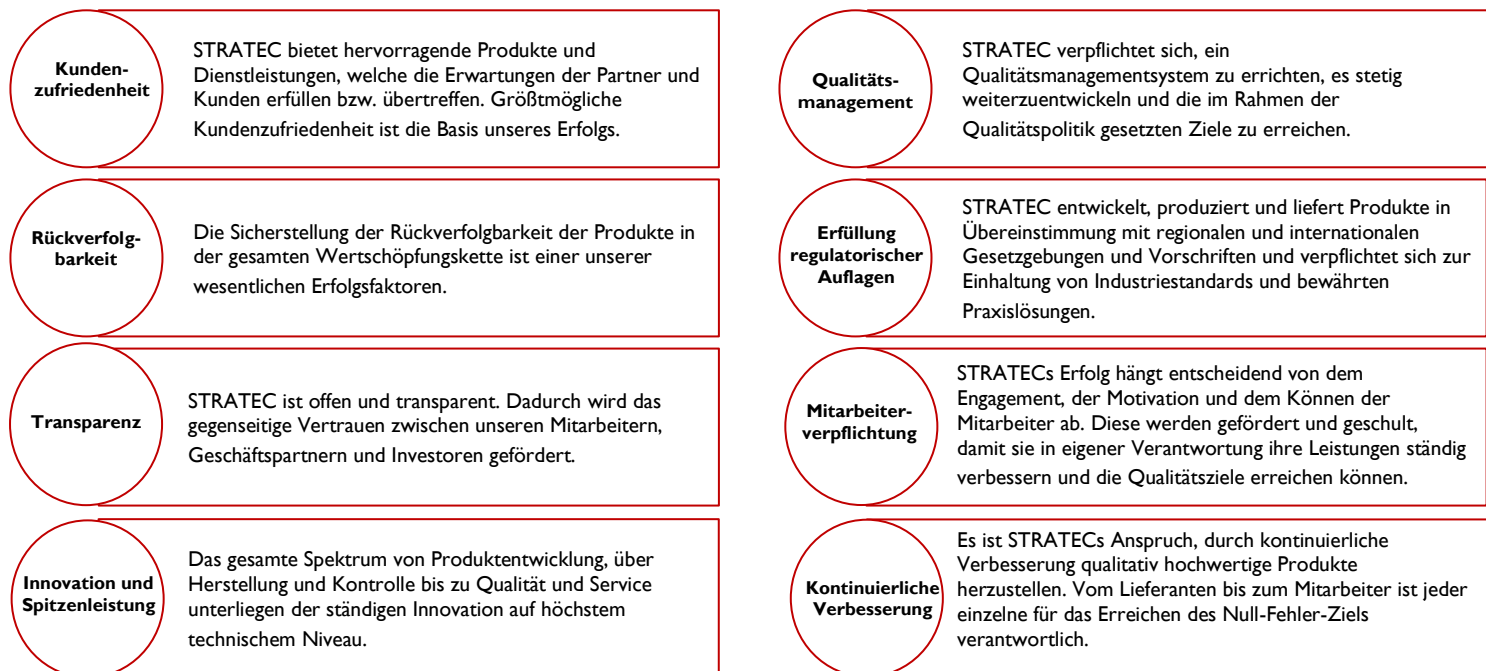 Kunden-
zufriedenheit
STRATEC bietet hervorragende Produkte und
Dienstleistungen, welche die Erwartungen der Partner und
Kunden erfüllen bzw. übertreffen. Größtmögliche
Kundenzufriedenheit ist die Basis unseres Erfolgs.
Qualitäts-
management
STRATEC verpflichtet sich, ein
Qualitätsmanagementsystem zu errichten, es stetig
weiterzuentwickeln und die im Rahmen der
Qualitätspolitik gesetzten Ziele zu erreichen.
Rückverfolg-
barkeit
Die Sicherstellung der Rückverfolgbarkeit der Produkte in
der gesamten Wertschöpfungskette ist einer unserer
wesentlichen Erfolgsfaktoren.
Erfüllung
regulatorischer
Auflagen
STRATEC entwickelt, produziert und liefert Produkte in
Übereinstimmung mit regionalen und internationalen
Gesetzgebungen und Vorschriften und verpflichtet sich zur
Einhaltung von Industriestandards und bewährten
Praxislösungen.
Transparenz
STRATEC ist offen und transparent. Dadurch wird das
gegenseitige Vertrauen zwischen unseren Mitarbeitern,
Geschäftspartnern und Investoren gefördert.
Mitarbeiter-
verpflichtung
STRATECs Erfolg hängt entscheidend von dem
Engagement, der Motivation und dem Können der
Mitarbeiter ab. Diese werden gefördert und geschult,
damit sie in eigener Verantwortung ihre Leistungen ständig
verbessern und die Qualitätsziele erreichen können.
Innovation und
Spitzenleistung
Das gesamte Spektrum von Produktentwicklung, über
Herstellung und Kontrolle bis zu Qualität und Service
unterliegen der ständigen Innovation auf höchstem
technischem Niveau.
Kontinuierliche
Verbesserung
Es ist STRATECs Anspruch, durch kontinuierliche
Verbesserung qualitativ hochwertige Produkte
herzustellen. Vom Lieferanten bis zum Mitarbeiter ist jeder
einzelne für das Erreichen des Null-Fehler-Ziels
verantwortlich.